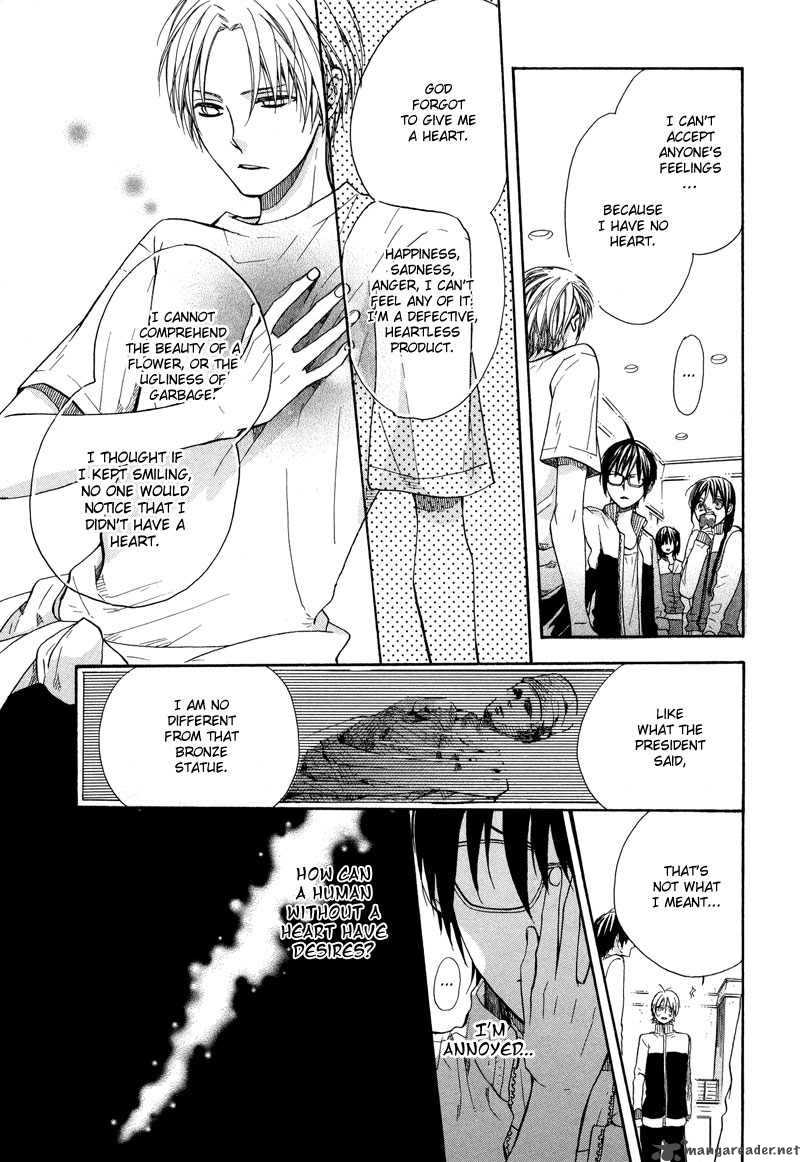 I CAN'T
ACCEPT
ANYONE'S
FEELINGS
...
BECAUSE
I HAVE NO
HEART.
...
GOD
FORGOT
TO GIVE ME
A HEART.
HAPPINESS,
SADNESS,
ANGER, I CAN'T
FEEL ANY OF IT.
I'M A DEFECTIVE,
HEARTLESS
PRODUCT.
I CANNOT
COMPREHEND
THE BEAUTY OF A
FLOWER, OR THE
UGLINESS OF
GARBAGE.
I THOUGHT IF
I KEPT SMILING,
NO ONE WOULD
NOTICE THAT I
DIDN'T HAVE A
HEART.
LIKE
WHAT THE
PRESIDENT
SAID,
I AM NO
DIFFERENT
FROM THAT
BRONZE
STATUE.
THAT'S
NOT WHAT
I MEANT...
...
I'M
ANNOYED...
HOW CAN
A HUMAN
WITHOUT A
HEART HAVE
DESIRES?
mangareader.net